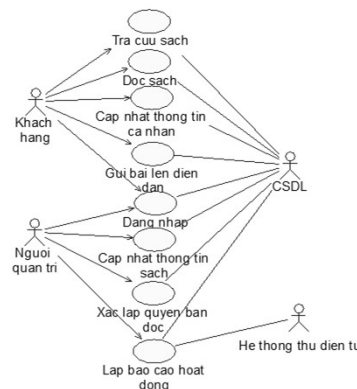 Tra cuu sach
Doc sach
Khach
hang
Cap nhat thong tin
ca nhan
Gui bai len dien
dan
CSDL
Dang nhap
Nguoi
quan tri
Cap nhat thong tin
sach
Xac lap quyen ban
doc
He thong thu dien tu
Lap bao cao hoat
dong